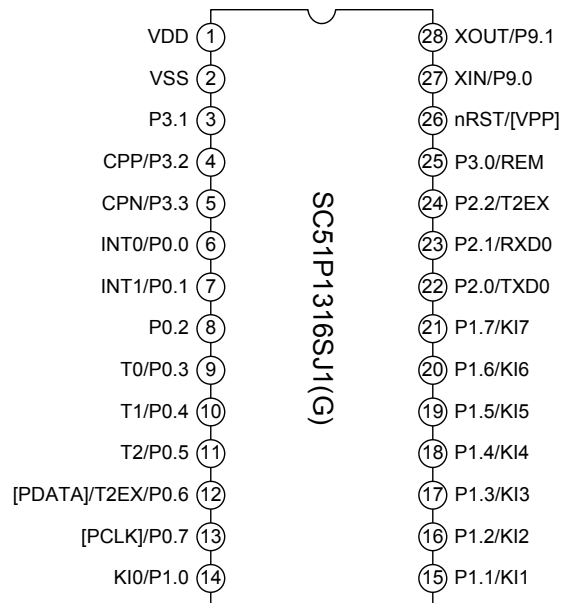 VDD 1 28 XOUT/P9.1
VSS 2 27 XIN/P9.0
P3.1 3 26 nRST/[VPP]
CPP/P3.2 4 25 P3.0/REM
CPN/P3.3 5 24 P2.2/T2EX
INT0/P0.0 6 23 P2.1/RXD0
INT1/P0.1 7 22 P2.0/TXD0
P0.2 8 21 P1.7/KI7
T0/P0.3 9 20 P1.6/KI6
T1/P0.4 10 19 P1.5/KI5
T2/P0.5 11 18 P1.4/KI4
[PDATA]/T2EX/P0.6 12 17 P1.3/KI3
[PCLK]/P0.7 13 16 P1.2/KI2
KI0/P1.0 14 15 P1.1/KI1
SC51P1316SJ1(G)